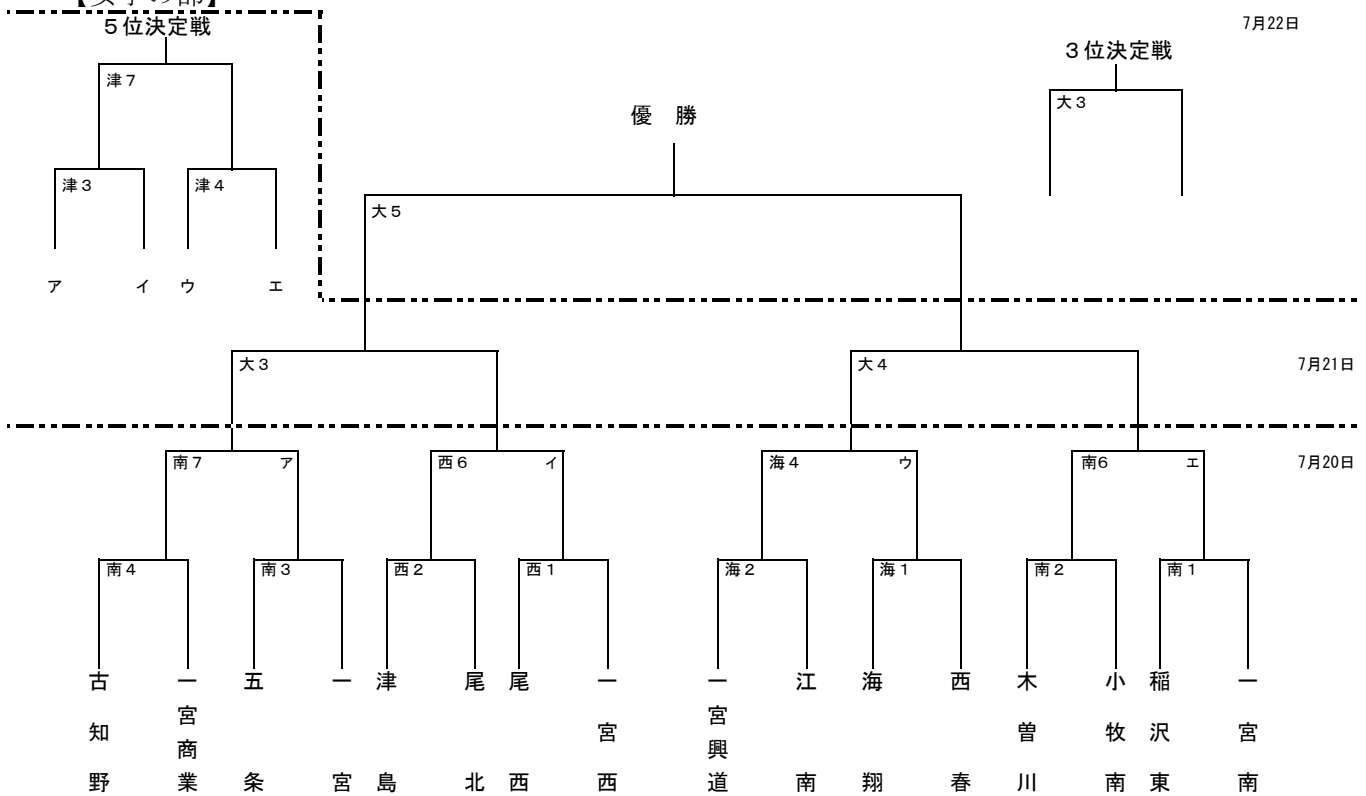 【女子の部】
5位決定戦
7月22日
3位決定戦
津7
大3
優 勝
津3
津4
大5
ア イ ウ エ
大3
大4
7月21日
南7 ア
西6 イ
海4 ウ
南6 エ
7月20日
南4
南3
西2
西1
海2
海1
南2
南1
古知野
一宮商業
五条
一宮
津島
尾北
尾西
一宮西
一宮興道
江南
海翔
西春
木曽川
小牧南
稲沢東
一宮南